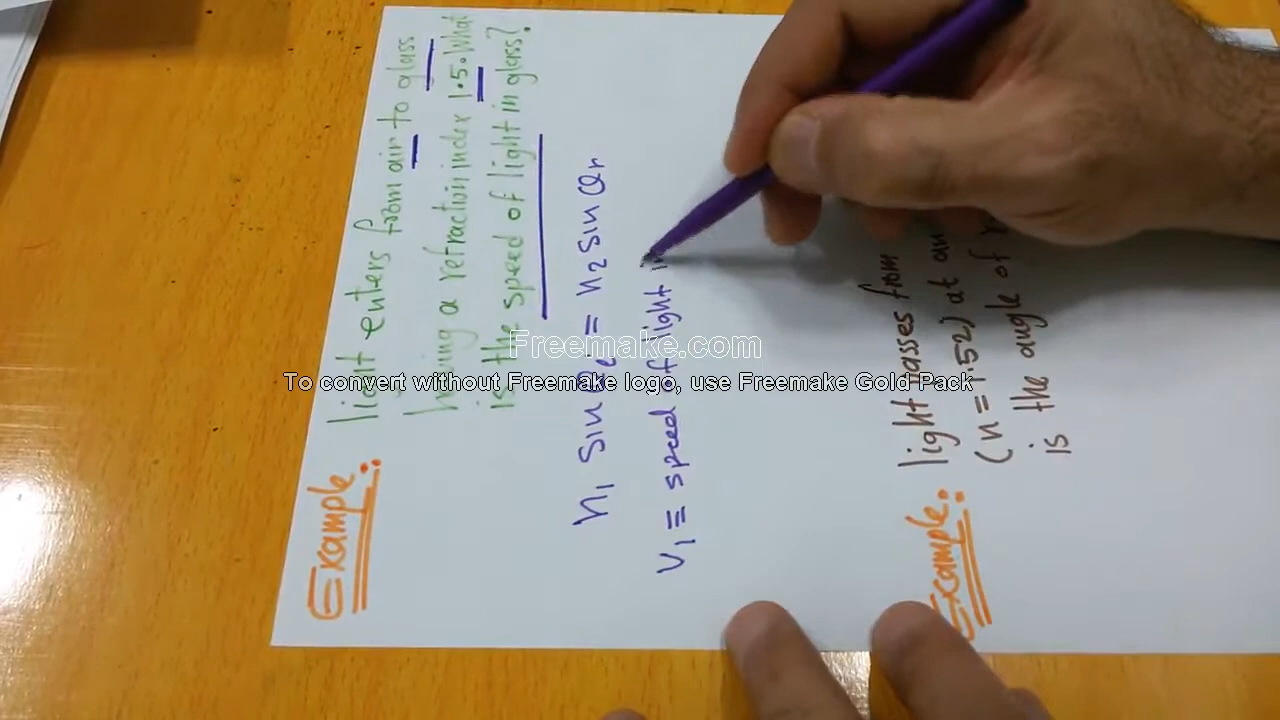 Example:
light enters from air to glass
having a refraction index 1.5. What
is the speed of light in glass?
n1 sin θi = n2 sin θr
v1 ≡ speed of light in
Example:
light passes from
(n = 1.52) at an
is the angle of
Freemake.com
To convert without Freemake logo, use Freemake Gold Pack